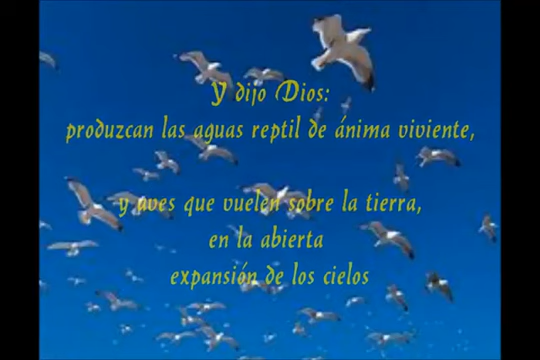 Y dijo Dios:
produzcan las aguas reptil de ánima viviente,
y aves que vuelen sobre la tierra,
en la abierta
expansión de los cielos